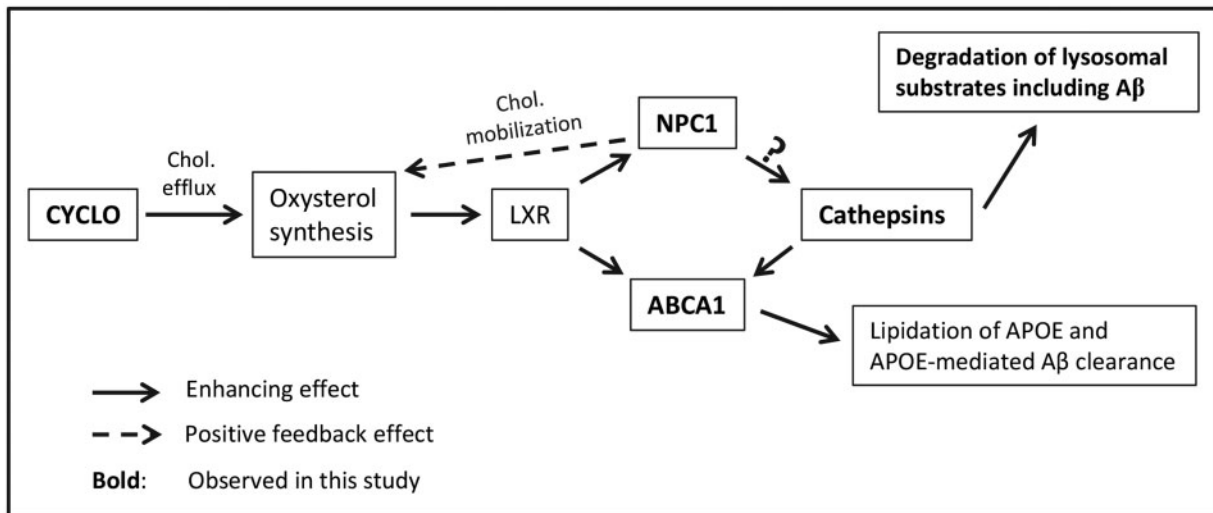 Degradation of lysosomal
substrates including Aβ
Chol.
mobilization
NPC1
?
Chol.
efflux
CYCLO
Oxysterol
synthesis
LXR
Cathepsins
ABCA1
Lipidation of APOE and
APOE-mediated Aβ clearance
Enhancing effect
Positive feedback effect
Bold: Observed in this study